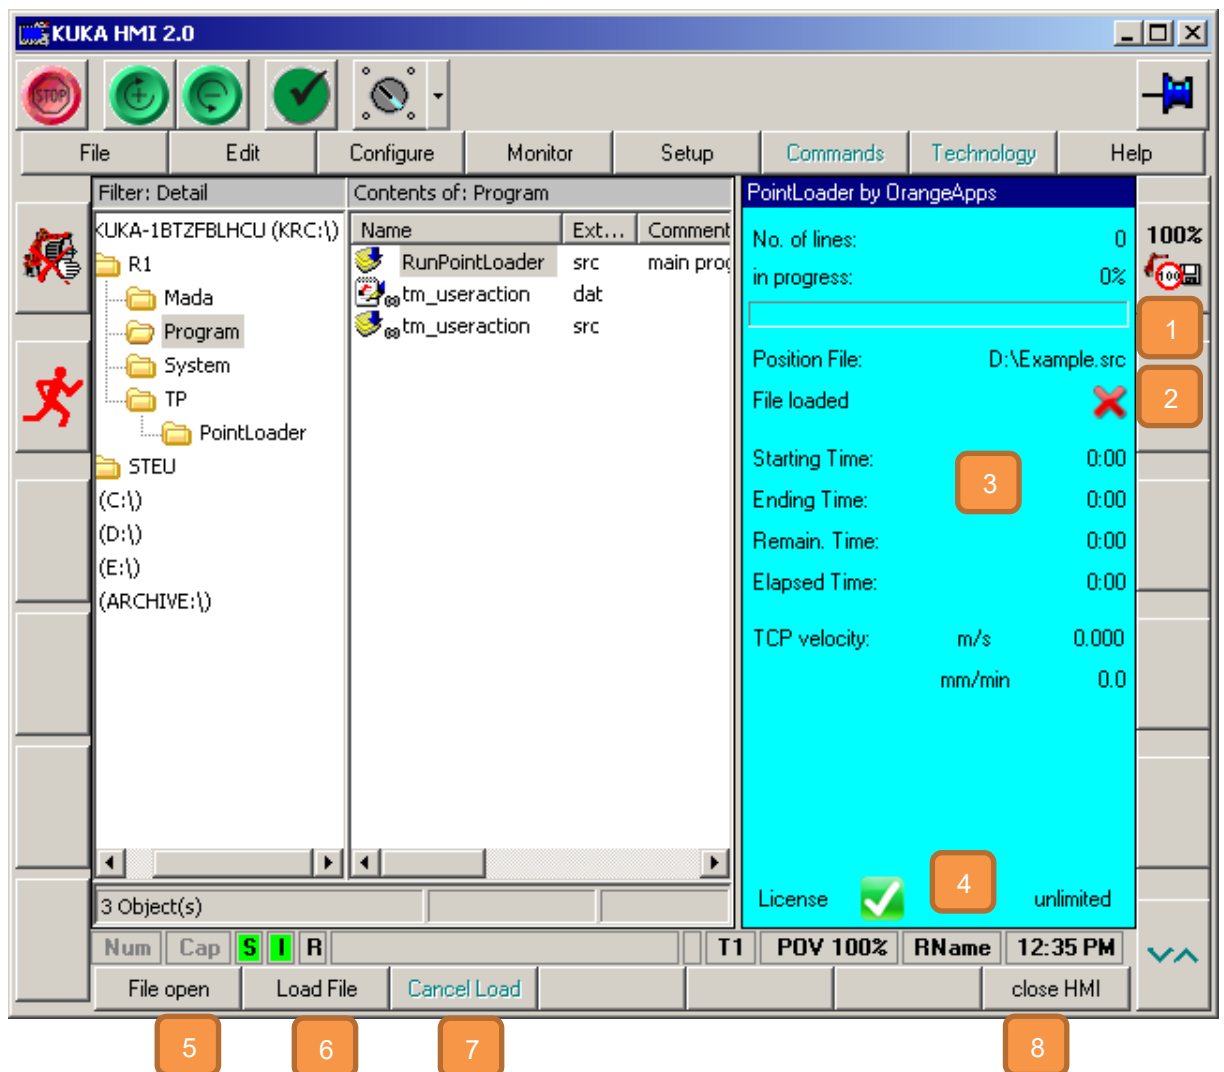 KUKA HMI 2.0
STOP
File Edit Configure Monitor Setup Commands Technology Help
Filter: Detail
KUKA-1BTZFBLHCU (KRC:\)
R1
Mada
Program
System
TP
PointLoader
STEU
(C:\)
(D:\)
(E:\)
(ARCHIVE:\)
Contents of: Program
Name Ext... Comment
RunPointLoader src main prog
tm_useraction dat
tm_useraction src
3 Object(s)
PointLoader by OrangeApps
No. of lines: 0
in progress: 0%
Position File: D:\Example.src
File loaded
Starting Time: 0:00
Ending Time: 0:00
Remain. Time: 0:00
Elapsed Time: 0:00
TCP velocity: m/s 0.000
mm/min 0.0
License unlimited
100%
100
1
2
3
4
Num Cap S I R T1 POV 100% RName 12:35 PM
File open Load File Cancel Load close HMI
5 6 7 8